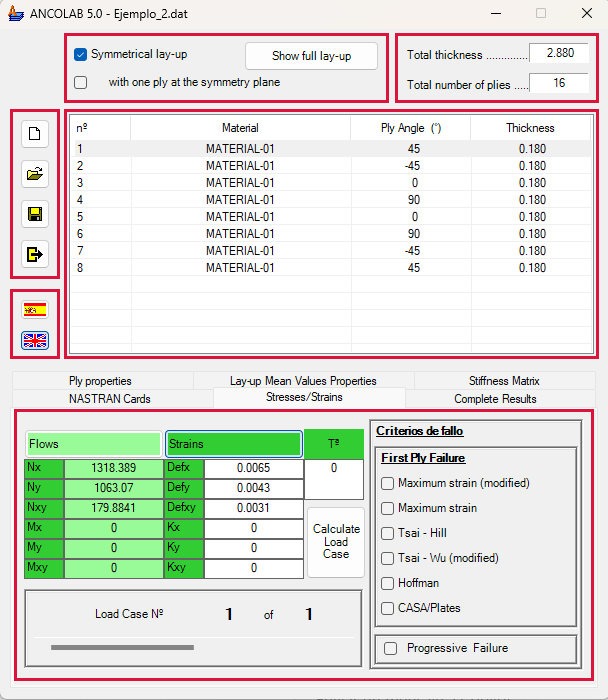 ANCOLAB 5.0 - Ejemplo_2.dat
Symmetrical lay-up
Show full lay-up
with one ply at the symmetry plane
Total thickness .............. 2.880
Total number of plies ..... 16
nº Material Ply Angle (°) Thickness
1 MATERIAL-01 45 0.180
2 MATERIAL-01 -45 0.180
3 MATERIAL-01 0 0.180
4 MATERIAL-01 90 0.180
5 MATERIAL-01 0 0.180
6 MATERIAL-01 90 0.180
7 MATERIAL-01 -45 0.180
8 MATERIAL-01 45 0.180
Ply properties Lay-up Mean Values Properties Stiffness Matrix
NASTRAN Cards Stresses/Strains Complete Results
Flows Strains Tª
Nx 1318.389 Defx 0.0065 0
Ny 1063.07 Defy 0.0043
Nxy 179.8841 Defxy 0.0031
Mx 0 Kx 0
My 0 Ky 0
Mxy 0 Kxy 0
Calculate
Load
Case
Load Case Nº 1 of 1
Criterios de fallo
First Ply Failure
Maximum strain (modified)
Maximum strain
Tsai - Hill
Tsai - Wu (modified)
Hoffman
CASA/Plates
Progressive Failure